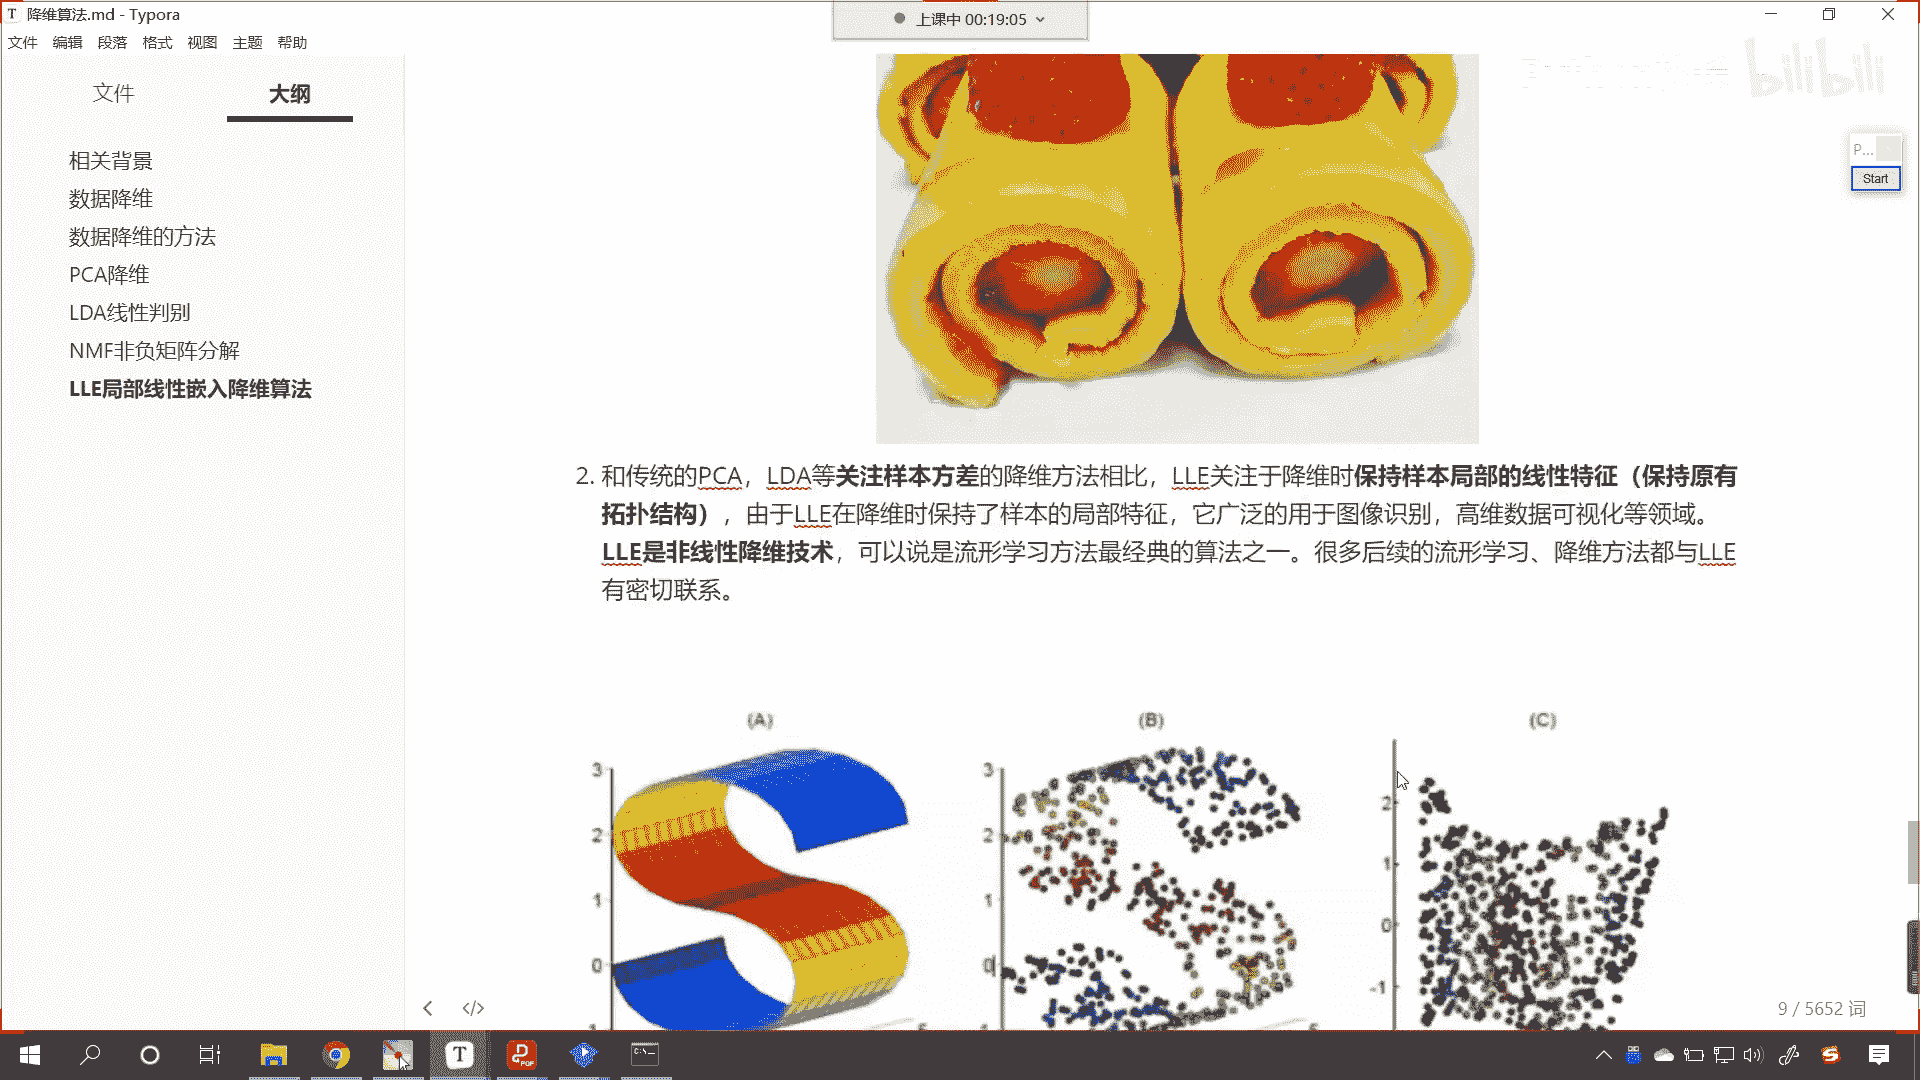 降维算法.md - Typora
上课中 00:19:05
文件 编辑 段落 格式 视图 主题 帮助
bilibili
文件 大纲
P...
Start
相关背景
数据降维
数据降维的方法
PCA降维
LDA线性判别
NMF非负矩阵分解
LLE局部线性嵌入降维算法
2. 和传统的PCA，LDA等关注样本方差的降维方法相比，LLE关注于降维时保持样本局部的线性特征（保持原有
拓扑结构），由于LLE在降维时保持了样本的局部特征，它广泛的用于图像识别，高维数据可视化等领域。
LLE是非线性降维技术，可以说是流形学习方法最经典的算法之一。很多后续的流形学习、降维方法都与LLE
有密切联系。
(A) (B) (C)
3 3
2 2 2
1 1 1
0 0 0
-1
9 / 5652 词